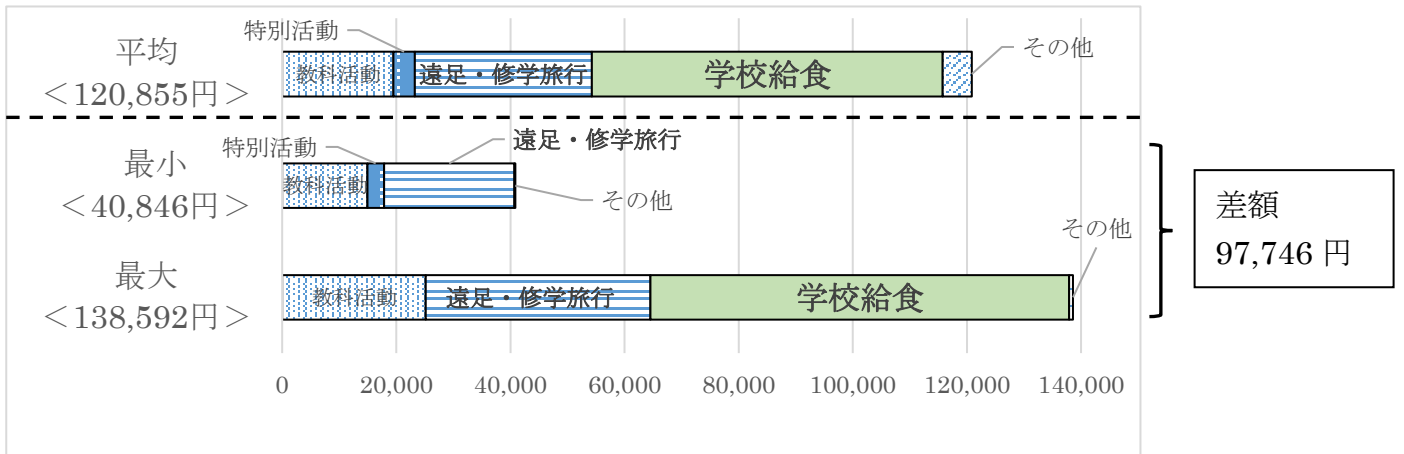 特別活動
その他
平均
<120,855円>
教科活動
遠足・修学旅行
学校給食
特別活動
遠足・修学旅行
最小
<40,846円>
教科活動
その他
その他
最大
<138,592円>
教科活動
遠足・修学旅行
学校給食
差額
97,746 円
0 20,000 40,000 60,000 80,000 100,000 120,000 140,000